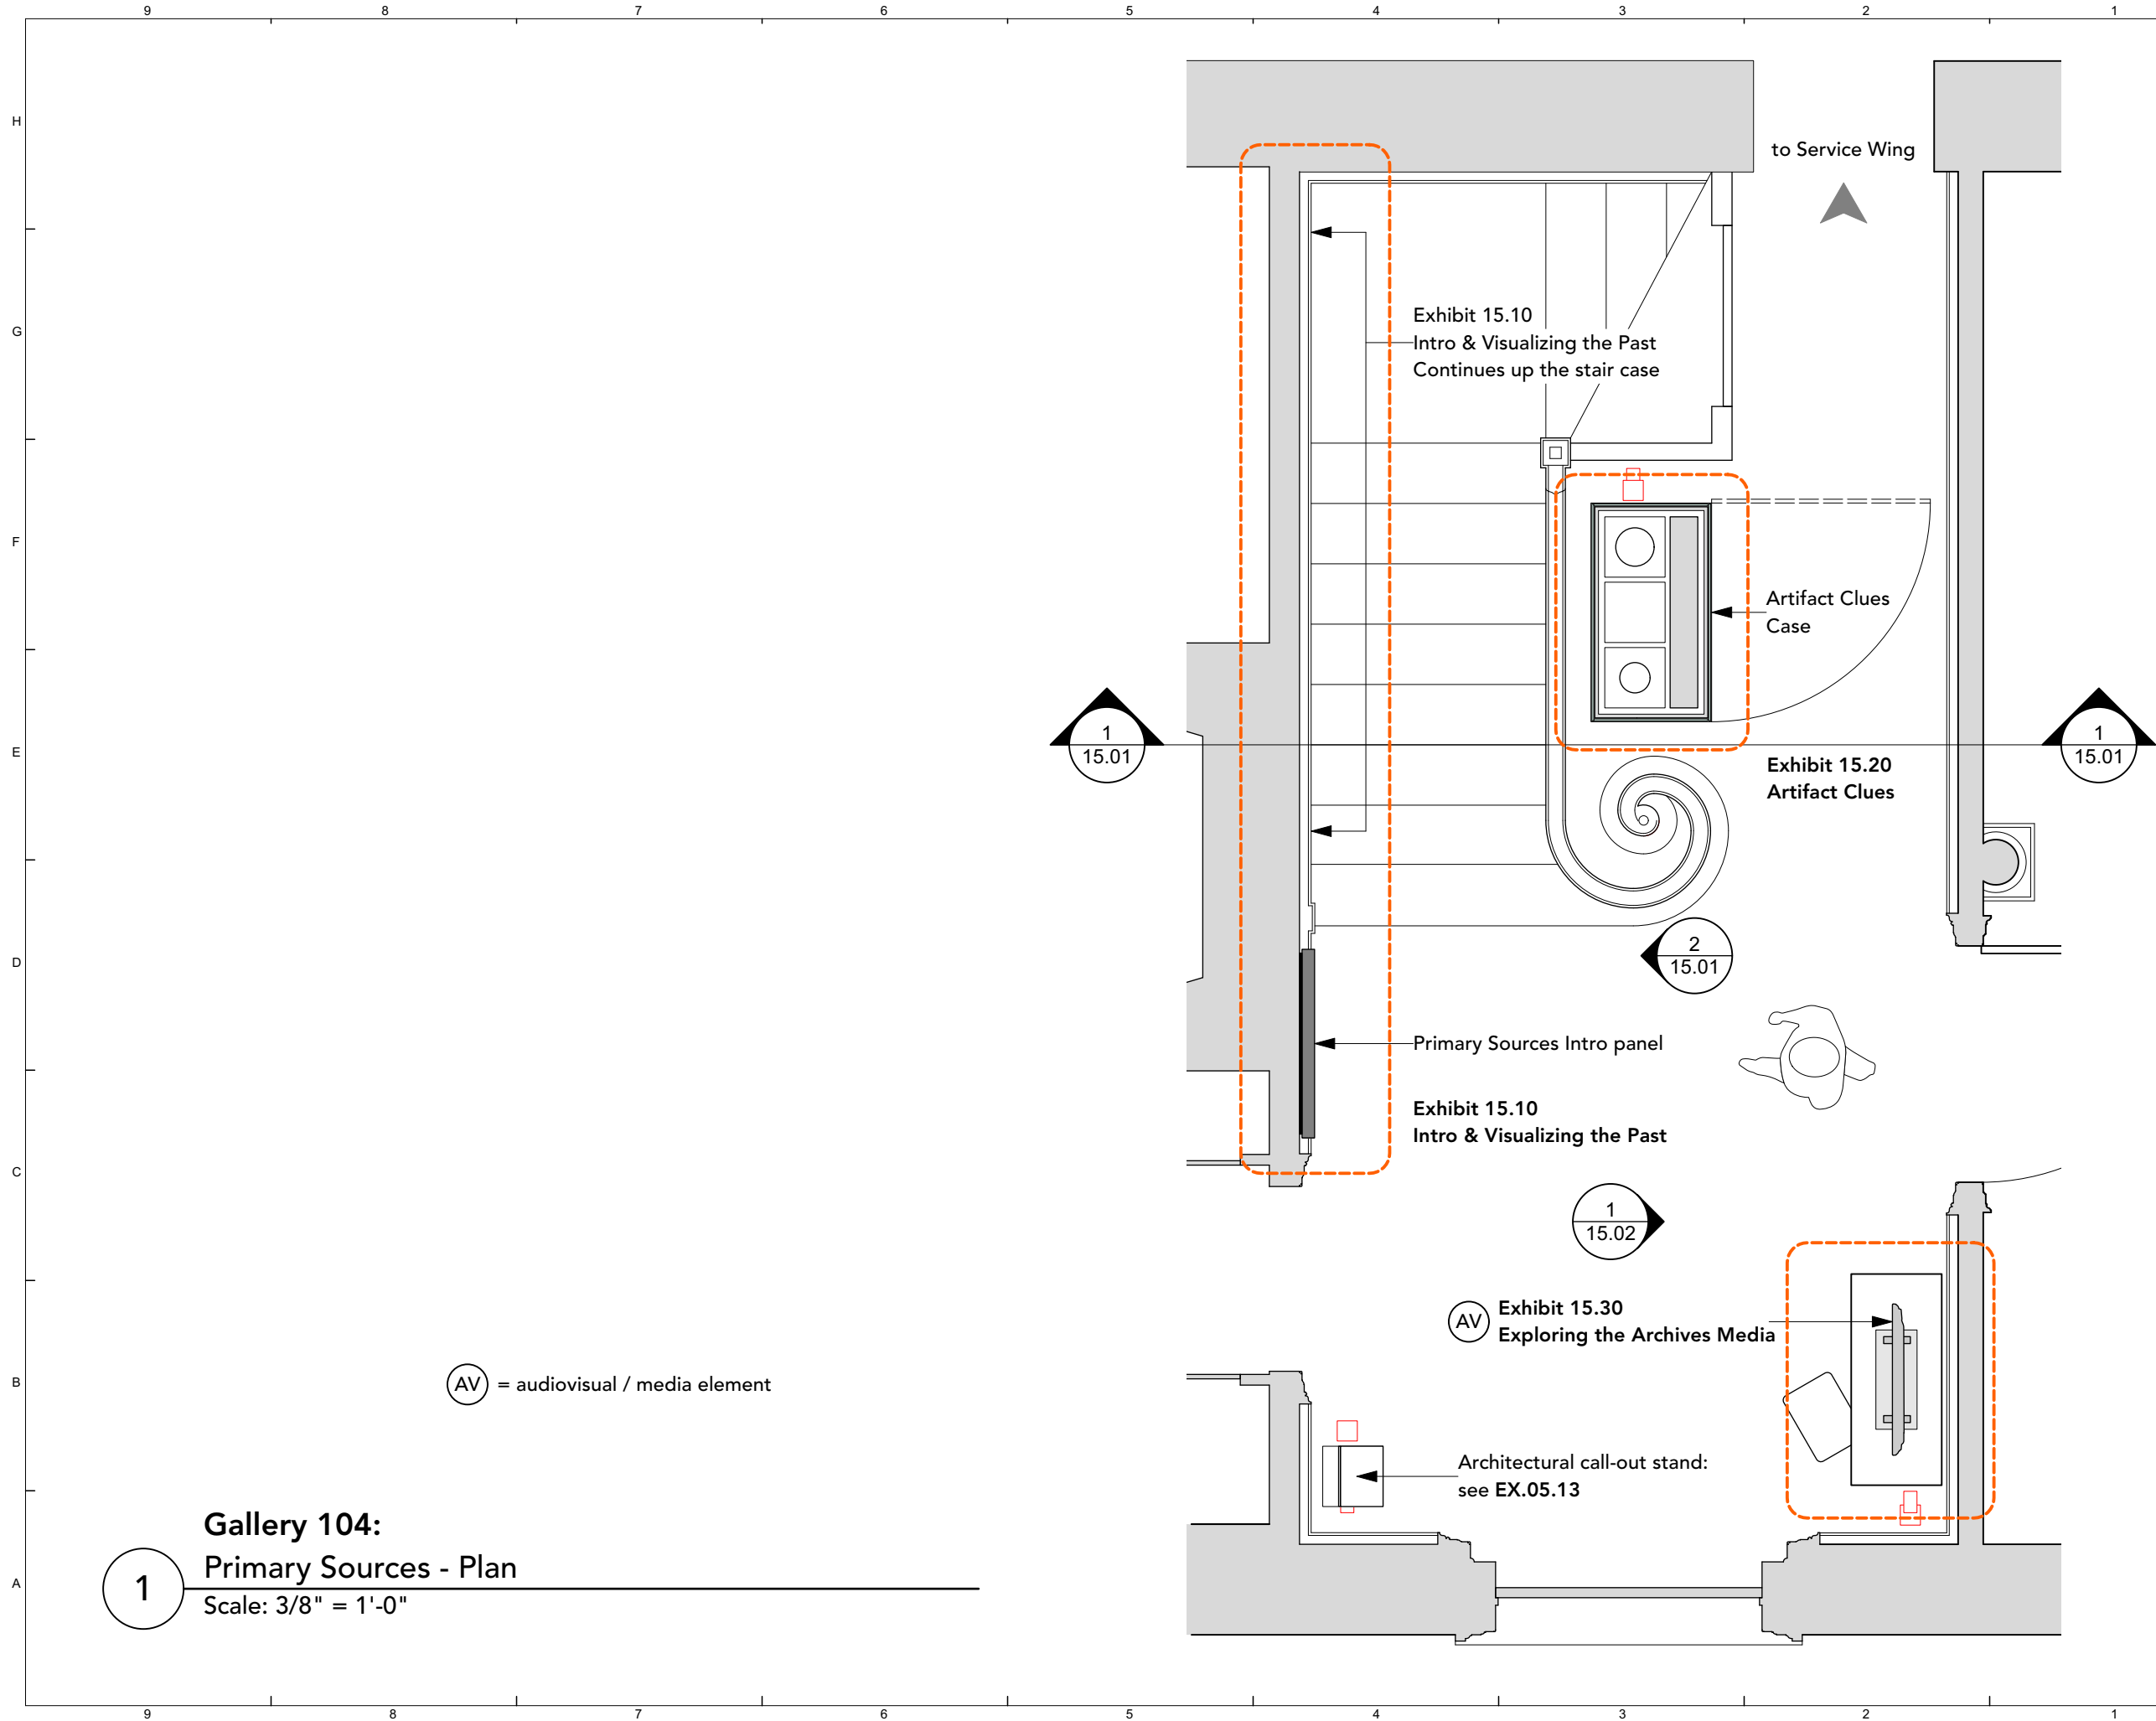 9 8 7 6 5 4 3 2 1
H
G
F
E
D
C
B
A
to Service Wing
Exhibit 15.10
Intro & Visualizing the Past
Continues up the stair case
Artifact Clues
Case
1
15.01
1
15.01
Exhibit 15.20
Artifact Clues
2
15.01
Primary Sources Intro panel
Exhibit 15.10
Intro & Visualizing the Past
1
15.02
AV
Exhibit 15.30
Exploring the Archives Media
AV = audiovisual / media element
Architectural call-out stand:
see EX.05.13
Gallery 104:
1
Primary Sources - Plan
Scale: 3/8" = 1'-0"
9 8 7 6 5 4 3 2 1